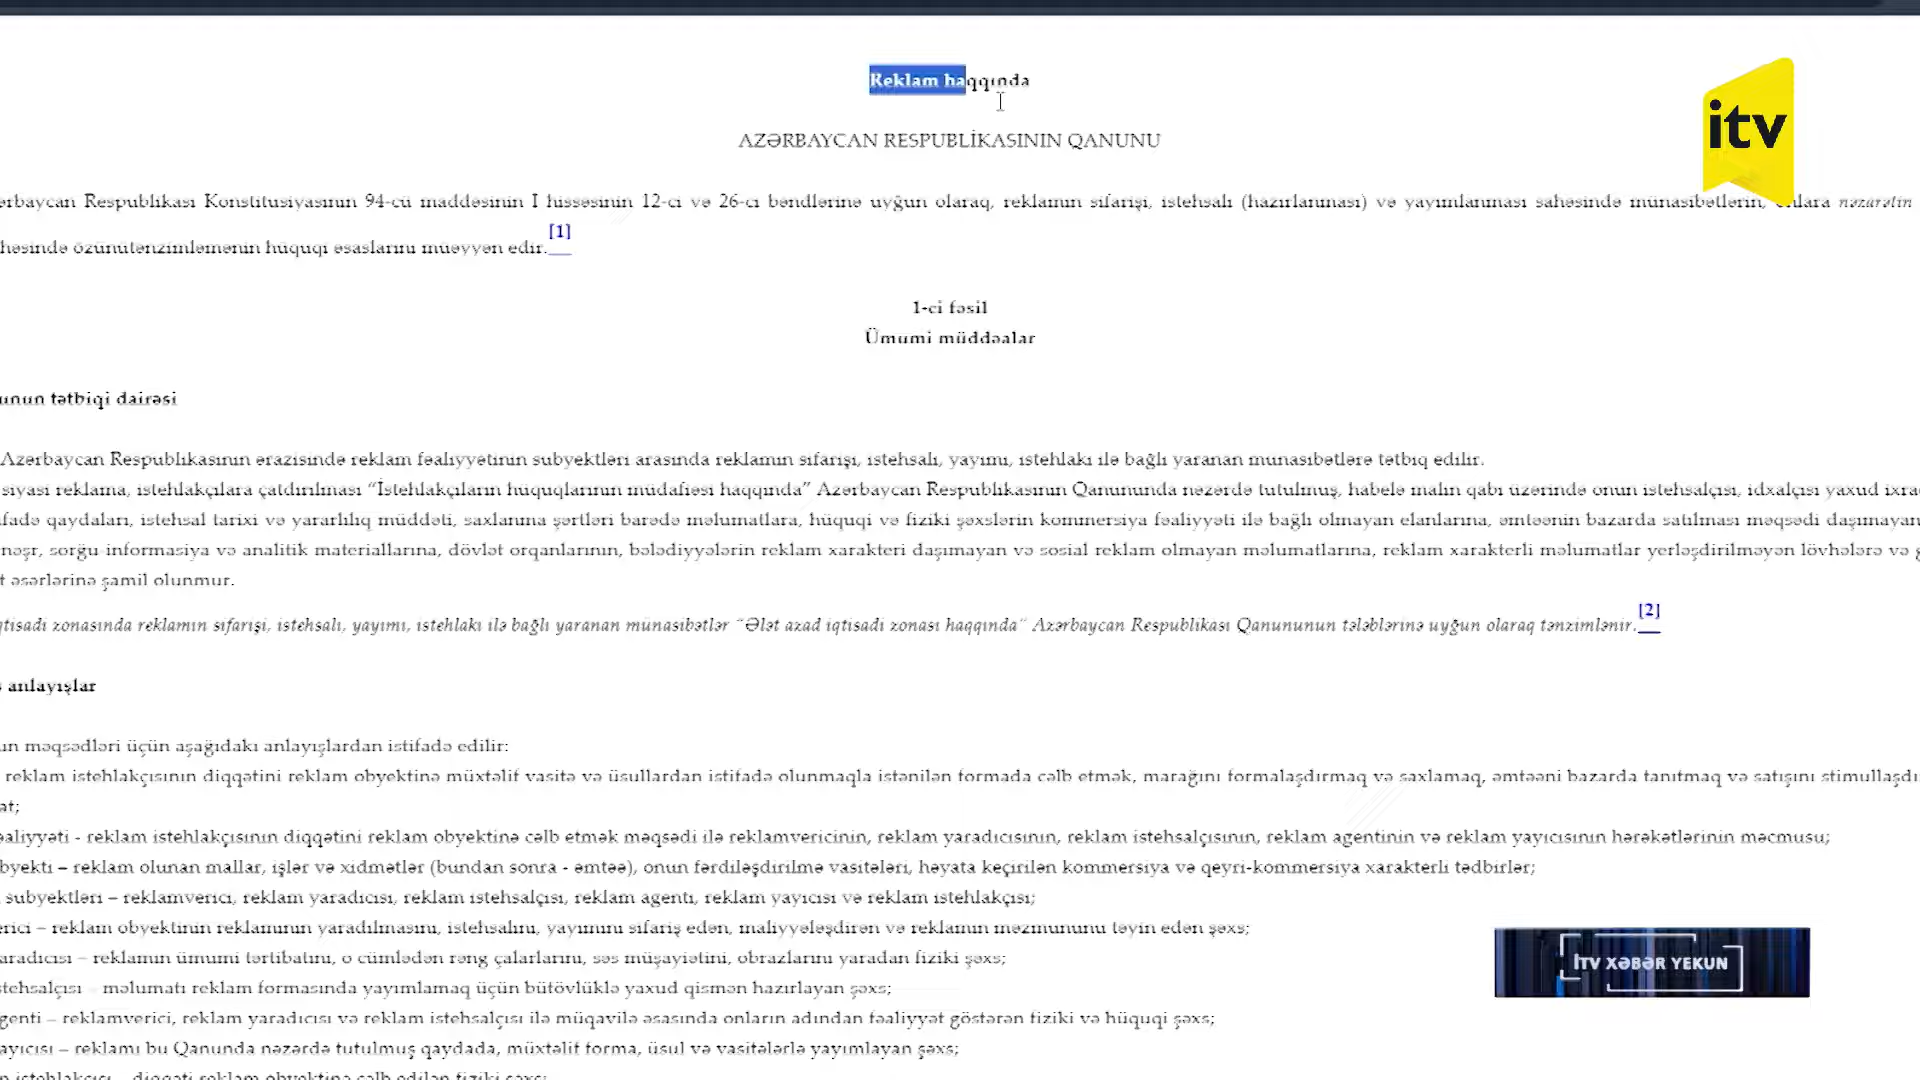 Reklam haqqında
itv
AZƏRBAYCAN RESPUBLİKASININ QANUNU
ərbaycan Respublikası Konstitusiyasının 94-cü maddəsinin I hissəsinin 12-ci və 26-cı bəndlərinə uyğun olaraq, reklamın sifarişi, istehsalı (hazırlanması) və yayımlanması sahəsində münasibətlərin, onlara nəzarətin
həsində özünütənzimləmənin hüquqi əsaslarını müəyyən edir.[1]
1-ci fəsil
Ümumi müddəalar
unun tətbiqi dairəsi
Azərbaycan Respublikasının ərazisində reklam fəaliyyətinin subyektləri arasında reklamın sifarişi, istehsalı, yayımı, istehlakı ilə bağlı yaranan münasibətlərə tətbiq edilir.
siyasi reklama, istehlakçılara çatdırılması “İstehlakçıların hüquqlarının müdafiəsi haqqında” Azərbaycan Respublikasının Qanununda nəzərdə tutulmuş, habelə malın qabı üzərində onun istehsalçısı, idxalçısı yaxud ixra
fadə qaydaları, istehsal tarixi və yararlılıq müddəti, saxlanma şərtləri barədə məlumatlara, hüquqi və fiziki şəxslərin kommersiya fəaliyyəti ilə bağlı olmayan elanlarına, əmtəənin bazarda satılması məqsədi daşımayan
nəşr, sorğu-informasiya və analitik materiallarına, dövlət orqanlarının, bələdiyyələrin reklam xarakteri daşımayan və sosial reklam olmayan məlumatlarına, reklam xarakterli məlumatlar yerləşdirilməyən lövhələrə və g
t əsərlərinə şamil olunmur.
qtisadi zonasında reklamın sifarişi, istehsalı, yayımı, istehlakı ilə bağlı yaranan münasibətlər “Ələt azad iqtisadi zonası haqqında” Azərbaycan Respublikası Qanununun tələblərinə uyğun olaraq tənzimlənir.[2]
s anlayışlar
un məqsədləri üçün aşağıdakı anlayışlardan istifadə edilir:
reklam istehlakçısının diqqətini reklam obyektinə müxtəlif vasitə və üsullardan istifadə olunmaqla istənilən formada cəlb etmək, marağını formalaşdırmaq və saxlamaq, əmtəəni bazarda tanıtmaq və satışını stimullaşdı
at;
əaliyyəti - reklam istehlakçısının diqqətini reklam obyektinə cəlb etmək məqsədi ilə reklamvericinin, reklam yaradıcısının, reklam istehsalçısının, reklam agentinin və reklam yayıcısının hərəkətlərinin məcmusu;
byekti – reklam olunan mallar, işlər və xidmətlər (bundan sonra - əmtəə), onun fərdiləşdirilmə vasitələri, həyata keçirilən kommersiya və qeyri-kommersiya xarakterli tədbirlər;
subyektləri – reklamverici, reklam yaradıcısı, reklam istehsalçısı, reklam agenti, reklam yayıcısı və reklam istehlakçısı;
erici – reklam obyektinin reklamının yaradılmasını, istehsalını, yayımını sifariş edən, maliyyələşdirən və reklamın məzmununu təyin edən şəxs;
aradıcısı – reklamın ümumi tərtibatını, o cümlədən rəng çalarlarını, səs müşayiətini, obrazlarını yaradan fiziki şəxs;
stehsalçısı – məlumatı reklam formasında yayımlamaq üçün bütövlüklə yaxud qismən hazırlayan şəxs;
genti – reklamverici, reklam yaradıcısı və reklam istehsalçısı ilə müqavilə əsasında onların adından fəaliyyət göstərən fiziki və hüquqi şəxs;
ayıcısı – reklamı bu Qanunda nəzərdə tutulmuş qaydada, müxtəlif forma, üsul və vasitələrlə yayımlayan şəxs;
n istehlakçısı – diqqəti reklam obyektinə cəlb edilən fiziki şəxs;
İTV XƏBƏR YEKUN